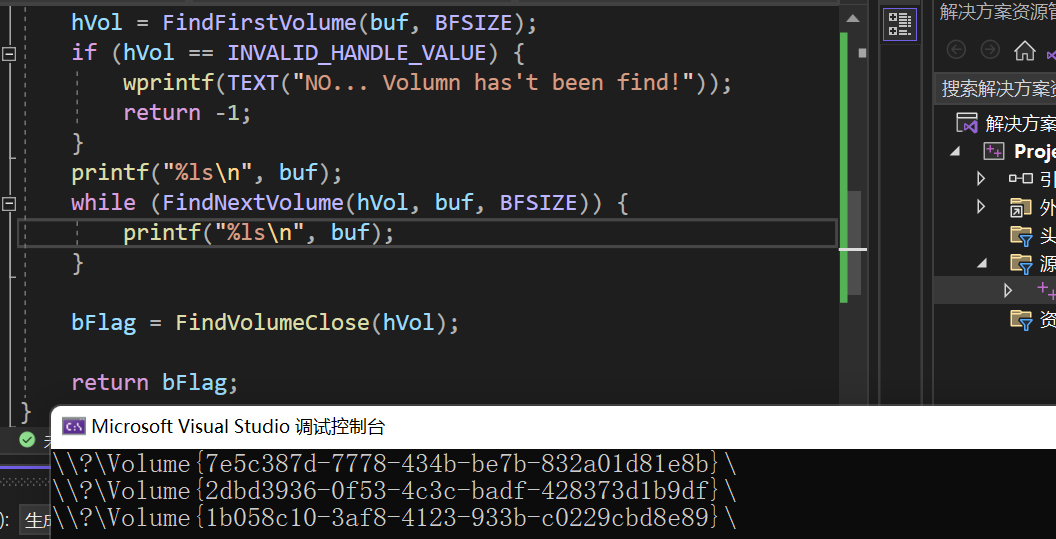 hVol = FindFirstVolume(buf, BFSIZE);
if (hVol == INVALID_HANDLE_VALUE) {
wprintf(TEXT("NO... Volumn has't been find!"));
return -1;
}
printf("%ls\n", buf);
while (FindNextVolume(hVol, buf, BFSIZE)) {
printf("%ls\n", buf);
}
bFlag = FindVolumeClose(hVol);
return bFlag;
}
解决方案资源管
搜索解决方案资
解决方案
Proje
引
外
头
源
资
): 生成
Microsoft Visual Studio 调试控制台
\\?\Volume{7e5c387d-7778-434b-be7b-832a01d81e8b}\
\\?\Volume{2dbd3936-0f53-4c3c-badf-428373d1b9df}\
\\?\Volume{1b058c10-3af8-4123-933b-c0229cbd8e89}\